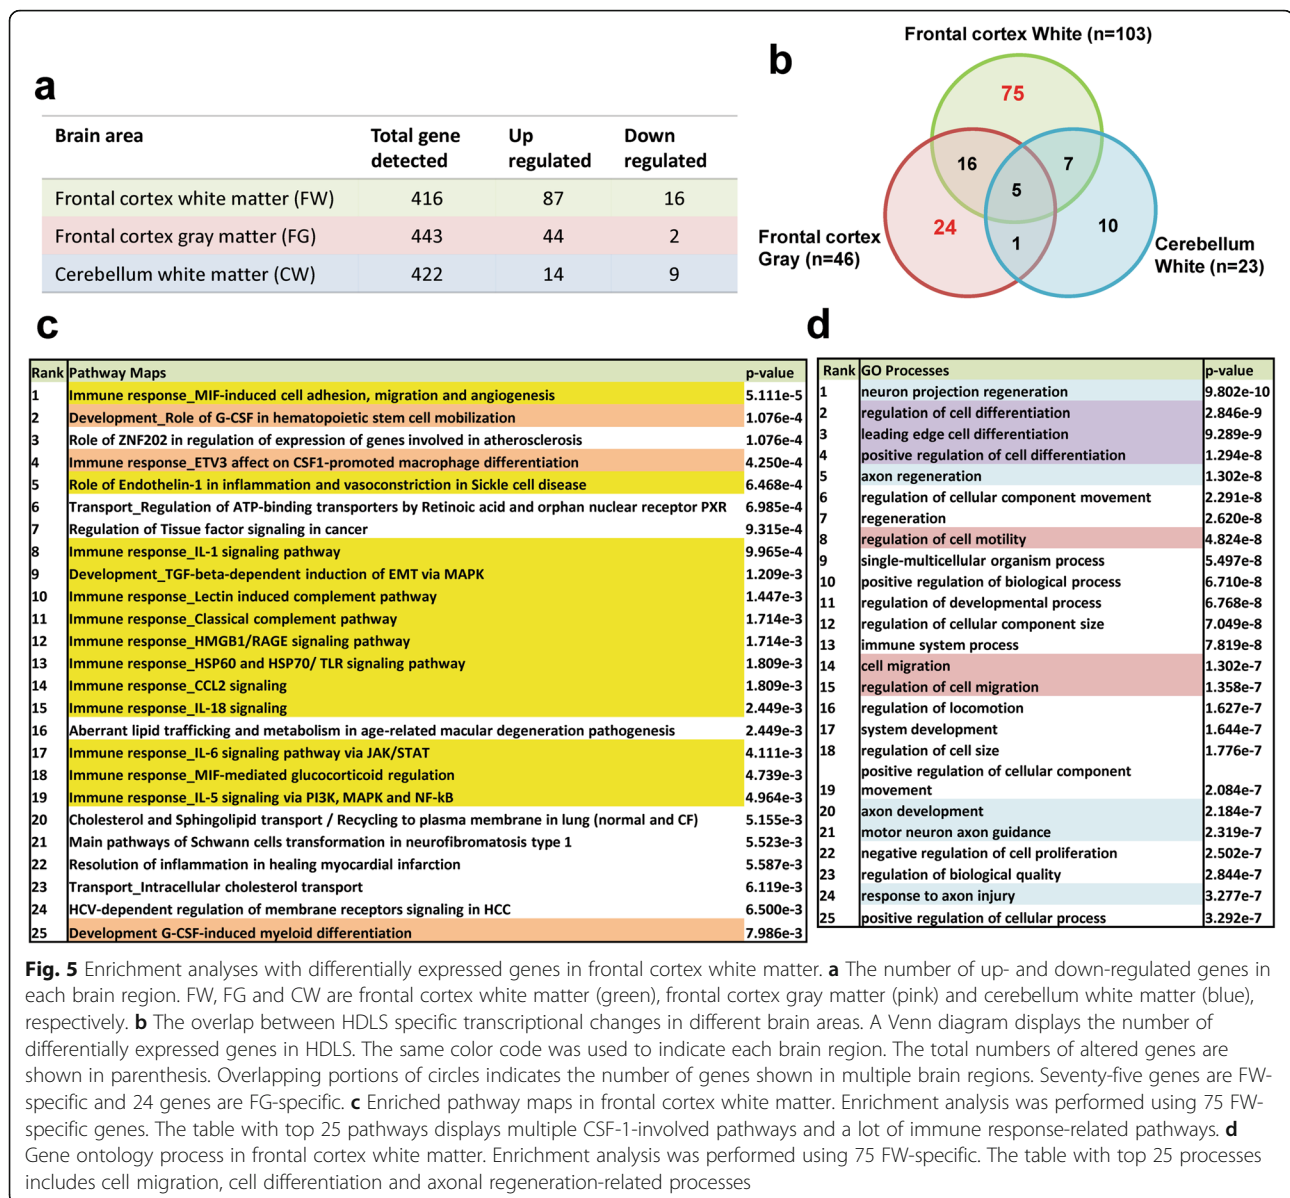 a
Brain area Total gene detected Up regulated Down regulated
Frontal cortex white matter (FW) 416 87 16
Frontal cortex gray matter (FG) 443 44 2
Cerebellum white matter (CW) 422 14 9
b
Frontal cortex White (n=103)
75
16
7
5
24
10
1
Frontal cortex
Gray (n=46)
Cerebellum
White (n=23)
c
Rank Pathway Maps p-value
1 Immune response_MIF-induced cell adhesion, migration and angiogenesis 5.111e-5
2 Development_Role of G-CSF in hematopoietic stem cell mobilization 1.076e-4
3 Role of ZNF202 in regulation of expression of genes involved in atherosclerosis 1.076e-4
4 Immune response_ETV3 affect on CSF1-promoted macrophage differentiation 4.250e-4
5 Role of Endothelin-1 in inflammation and vasoconstriction in Sickle cell disease 6.468e-4
6 Transport_Regulation of ATP-binding transporters by Retinoic acid and orphan nuclear receptor PXR 6.985e-4
7 Regulation of Tissue factor signaling in cancer 9.315e-4
8 Immune response_IL-1 signaling pathway 9.965e-4
9 Development_TGF-beta-dependent induction of EMT via MAPK 1.209e-3
10 Immune response_Lectin induced complement pathway 1.447e-3
11 Immune response_Classical complement pathway 1.714e-3
12 Immune response_HMGB1/RAGE signaling pathway 1.714e-3
13 Immune response_HSP60 and HSP70/ TLR signaling pathway 1.809e-3
14 Immune response_CCL2 signaling 1.809e-3
15 Immune response_IL-18 signaling 2.449e-3
16 Aberrant lipid trafficking and metabolism in age-related macular degeneration pathogenesis 2.449e-3
17 Immune response_IL-6 signaling pathway via JAK/STAT 4.111e-3
18 Immune response_MIF-mediated glucocorticoid regulation 4.739e-3
19 Immune response_IL-5 signaling via PI3K, MAPK and NF-kB 4.964e-3
20 Cholesterol and Sphingolipid transport / Recycling to plasma membrane in lung (normal and CF) 5.155e-3
21 Main pathways of Schwann cells transformation in neurofibromatosis type 1 5.523e-3
22 Resolution of inflammation in healing myocardial infarction 5.587e-3
23 Transport_Intracellular cholesterol transport 6.119e-3
24 HCV-dependent regulation of membrane receptors signaling in HCC 6.500e-3
25 Development G-CSF-induced myeloid differentiation 7.986e-3
d
Rank GO Processes p-value
1 neuron projection regeneration 9.802e-10
2 regulation of cell differentiation 2.846e-9
3 leading edge cell differentiation 9.289e-9
4 positive regulation of cell differentiation 1.294e-8
5 axon regeneration 1.302e-8
6 regulation of cellular component movement 2.291e-8
7 regeneration 2.620e-8
8 regulation of cell motility 4.824e-8
9 single-multicellular organism process 5.497e-8
10 positive regulation of biological process 6.710e-8
11 regulation of developmental process 6.768e-8
12 regulation of cellular component size 7.049e-8
13 immune system process 7.819e-8
14 cell migration 1.302e-7
15 regulation of cell migration 1.358e-7
16 regulation of locomotion 1.627e-7
17 system development 1.644e-7
18 regulation of cell size 1.776e-7
positive regulation of cellular component
19 movement 2.084e-7
20 axon development 2.184e-7
21 motor neuron axon guidance 2.319e-7
22 negative regulation of cell proliferation 2.502e-7
23 regulation of biological quality 2.844e-7
24 response to axon injury 3.277e-7
25 positive regulation of cellular process 3.292e-7
Fig. 5 Enrichment analyses with differentially expressed genes in frontal cortex white matter. a The number of up- and down-regulated genes in
each brain region. FW, FG and CW are frontal cortex white matter (green), frontal cortex gray matter (pink) and cerebellum white matter (blue),
respectively. b The overlap between HDLS specific transcriptional changes in different brain areas. A Venn diagram displays the number of
differentially expressed genes in HDLS. The same color code was used to indicate each brain region. The total numbers of altered genes are
shown in parenthesis. Overlapping portions of circles indicates the number of genes shown in multiple brain regions. Seventy-five genes are FW-
specific and 24 genes are FG-specific. c Enriched pathway maps in frontal cortex white matter. Enrichment analysis was performed using 75 FW-
specific genes. The table with top 25 pathways displays multiple CSF-1-involved pathways and a lot of immune response-related pathways. d
Gene ontology process in frontal cortex white matter. Enrichment analysis was performed using 75 FW-specific. The table with top 25 processes
includes cell migration, cell differentiation and axonal regeneration-related processes